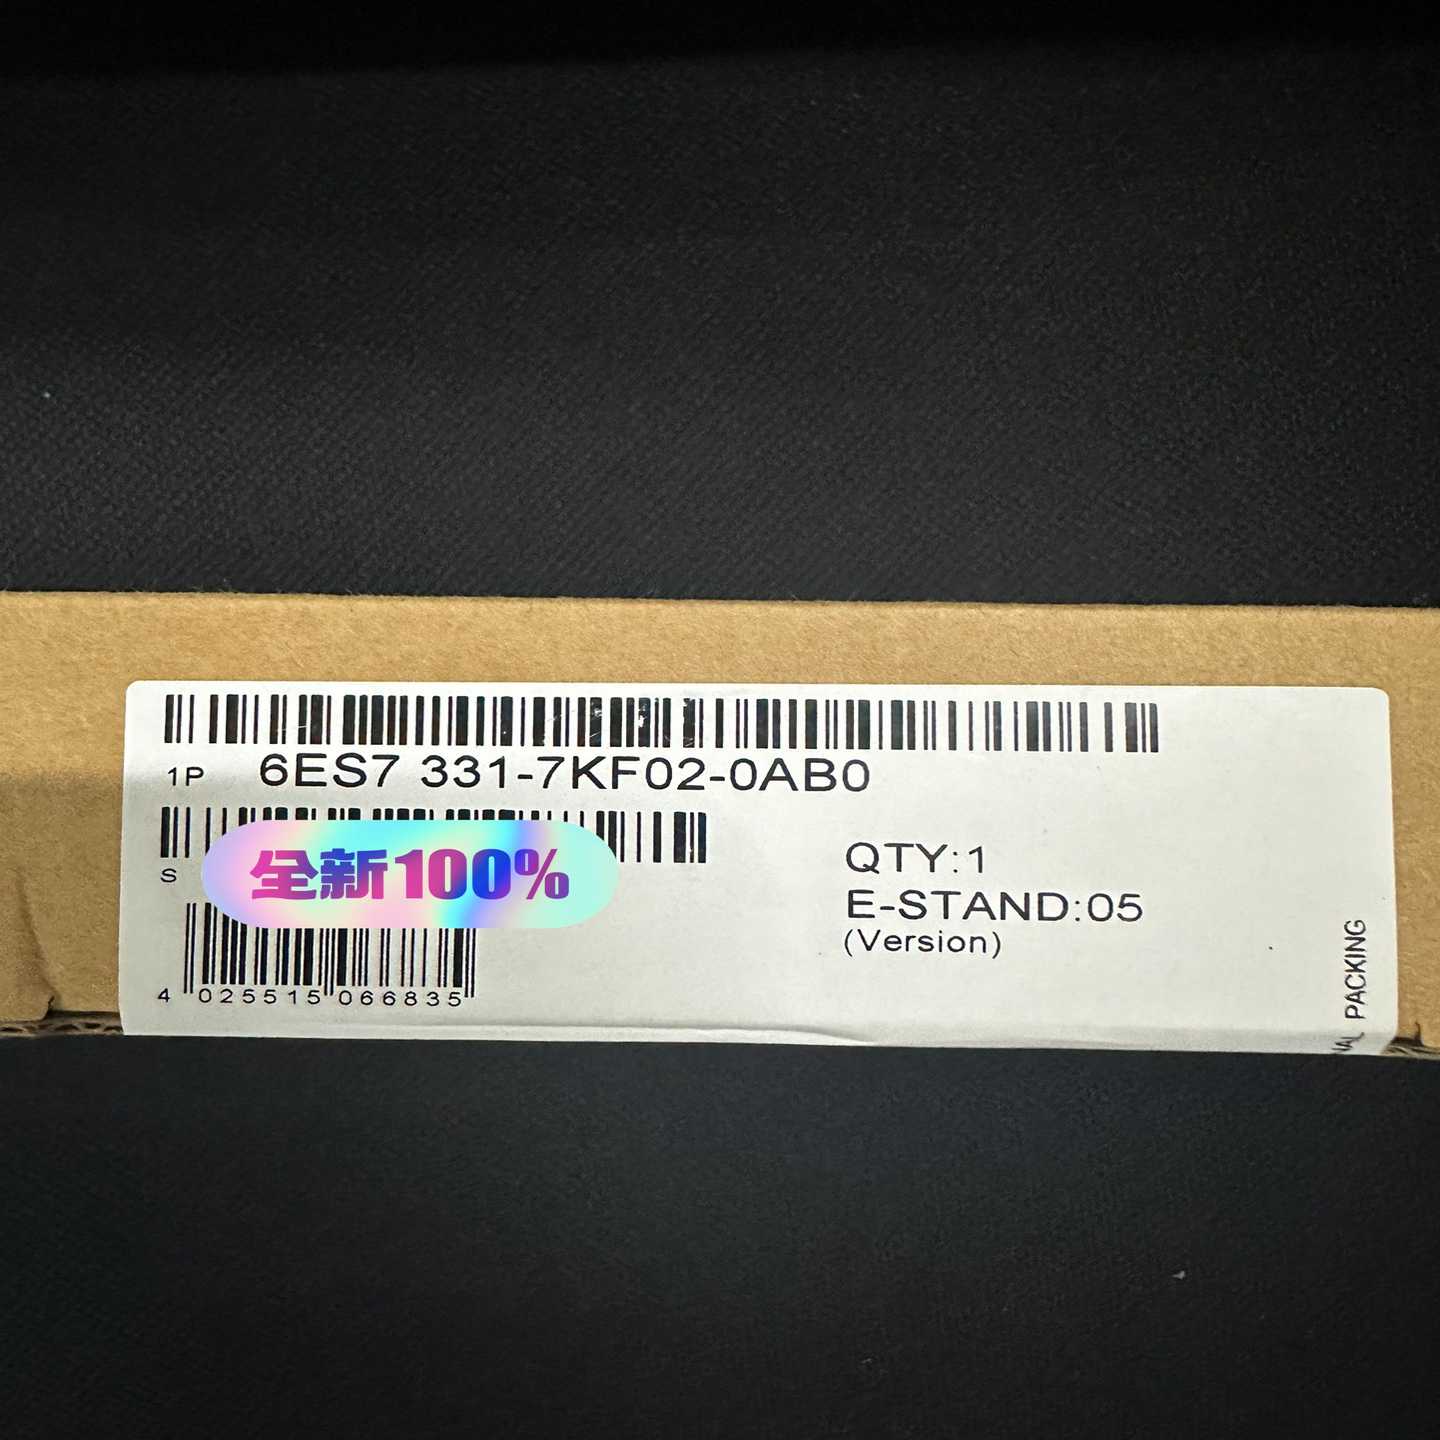 1P 6ES7 331-7KF02-0AB0
S
全新100%
QTY:1
E-STAND:05
(Version)
4 025515 066835
PACKING